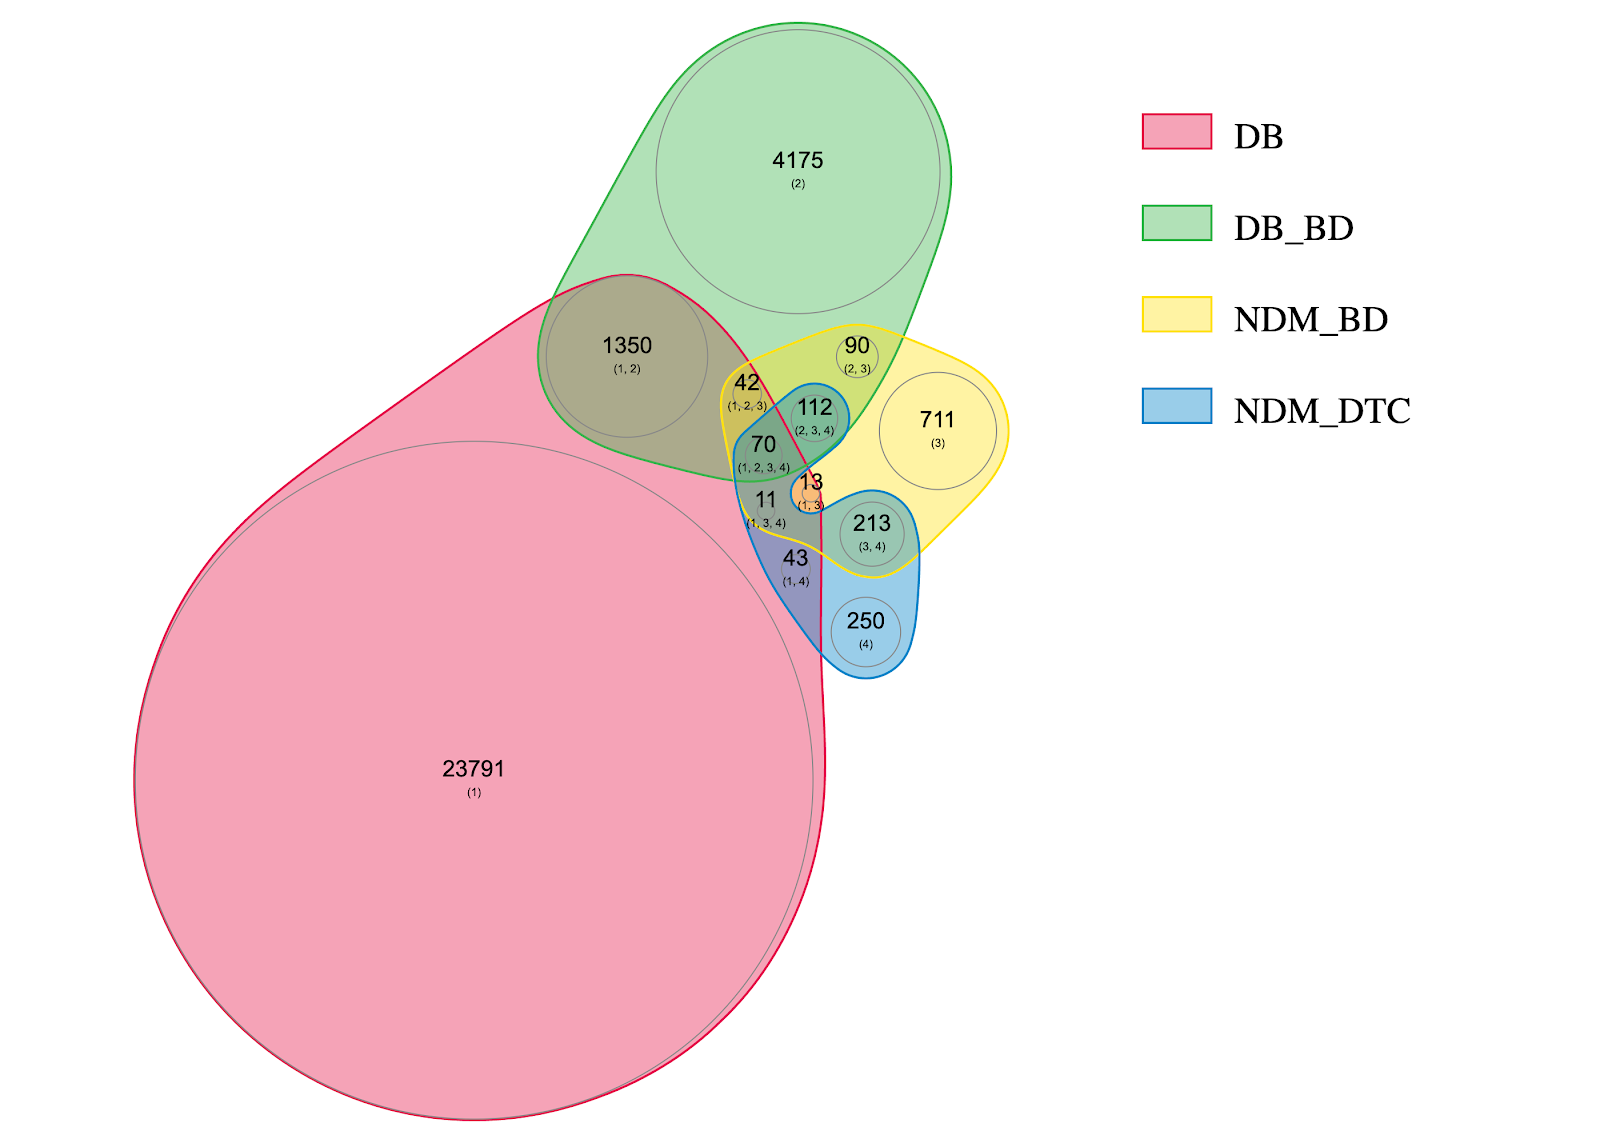 4175
(2)
1350
(1, 2)
90
(2, 3)
42
(1, 2, 3)
112
(2, 3, 4)
711
(3)
70
(1, 2, 3, 4)
13
(1, 3)
11
(1, 3, 4)
213
(3, 4)
43
(1, 4)
250
(4)
23791
(1)
DB
DB_BD
NDM_BD
NDM_DTC